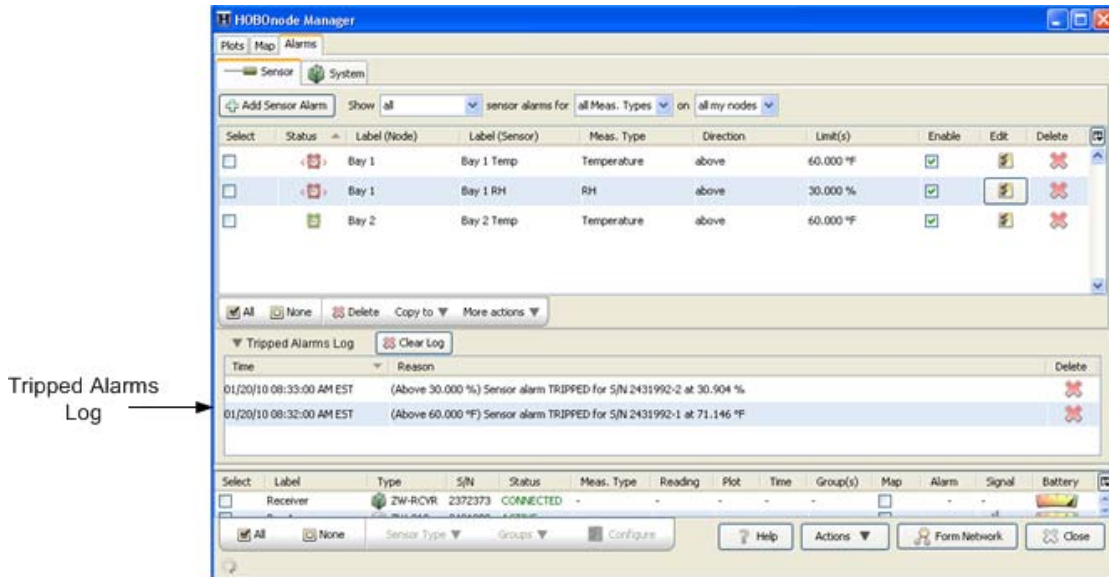 HOBOnode Manager
Plots Map Alarms
Sensor System
Add Sensor Alarm Show all sensor alarms for all Meas. Types on all my nodes
Select Status Label (Node) Label (Sensor) Meas. Type Direction Limit(s) Enable Edit Delete
Bay 1 Bay 1 Temp Temperature above 60.000 °F
Bay 1 Bay 1 RH RH above 30.000 %
Bay 2 Bay 2 Temp Temperature above 60.000 °F
All None Delete Copy to More actions
Tripped Alarms Log Clear Log
Time Reason Delete
01/20/10 08:33:00 AM EST (Above 30.000 %) Sensor alarm TRIPPED for S/N 2431992-2 at 30.904 %
01/20/10 08:32:00 AM EST (Above 60.000 °F) Sensor alarm TRIPPED for S/N 2431992-1 at 71.146 °F
Tripped Alarms
Log
Select Label Type S/N Status Meas. Type Reading Plot Time Group(s) Map Alarm Signal Battery
Receiver ZW-RCVR 2372373 CONNECTED - - - - - - -
All None Sensor Type Groups Configure Help Actions Form Network Close